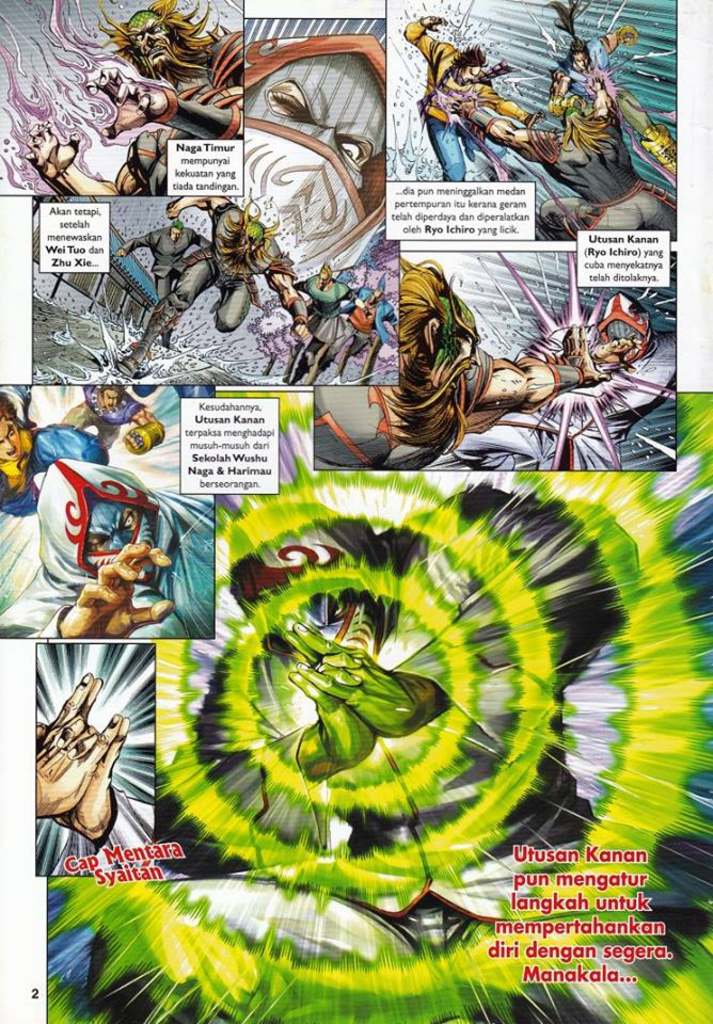 Naga Timur
mempunyai
kekuatan yang
tiada tandingan.
Akan tetapi,
setelah
menewaskan
Wei Tuo dan
Zhu Xie...
...dia pun meninggalkan medan
pertempuran itu kerana geram
telah diperdaya dan diperalatkan
oleh Ryo Ichiro yang licik.
Utusan Kanan
(Ryo Ichiro) yang
cuba menyekatnya
telah ditolaknya.
Kesudahannya,
Utusan Kanan
terpaksa menghadapi
musuh-musuh dari
Sekolah Wushu
Naga & Harimau
berseorangan.
Cap Mentara
Syaitan
Utusan Kanan
pun mengatur
langkah untuk
mempertahankan
diri dengan segera.
Manakala...
2